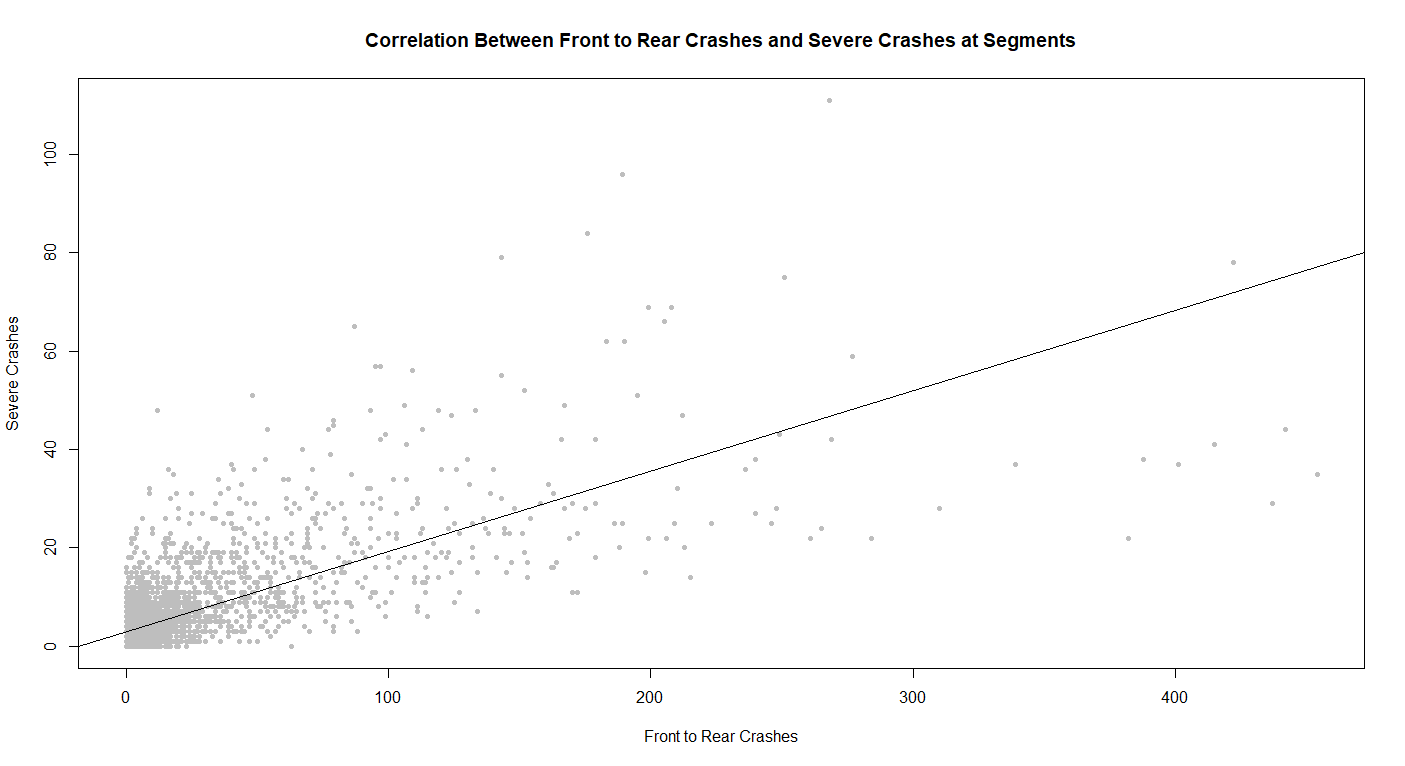 Correlation Between Front to Rear Crashes and Severe Crashes at Segments
100
80
60
40
20
0
Severe Crashes
0 100 200 300 400
Front to Rear Crashes